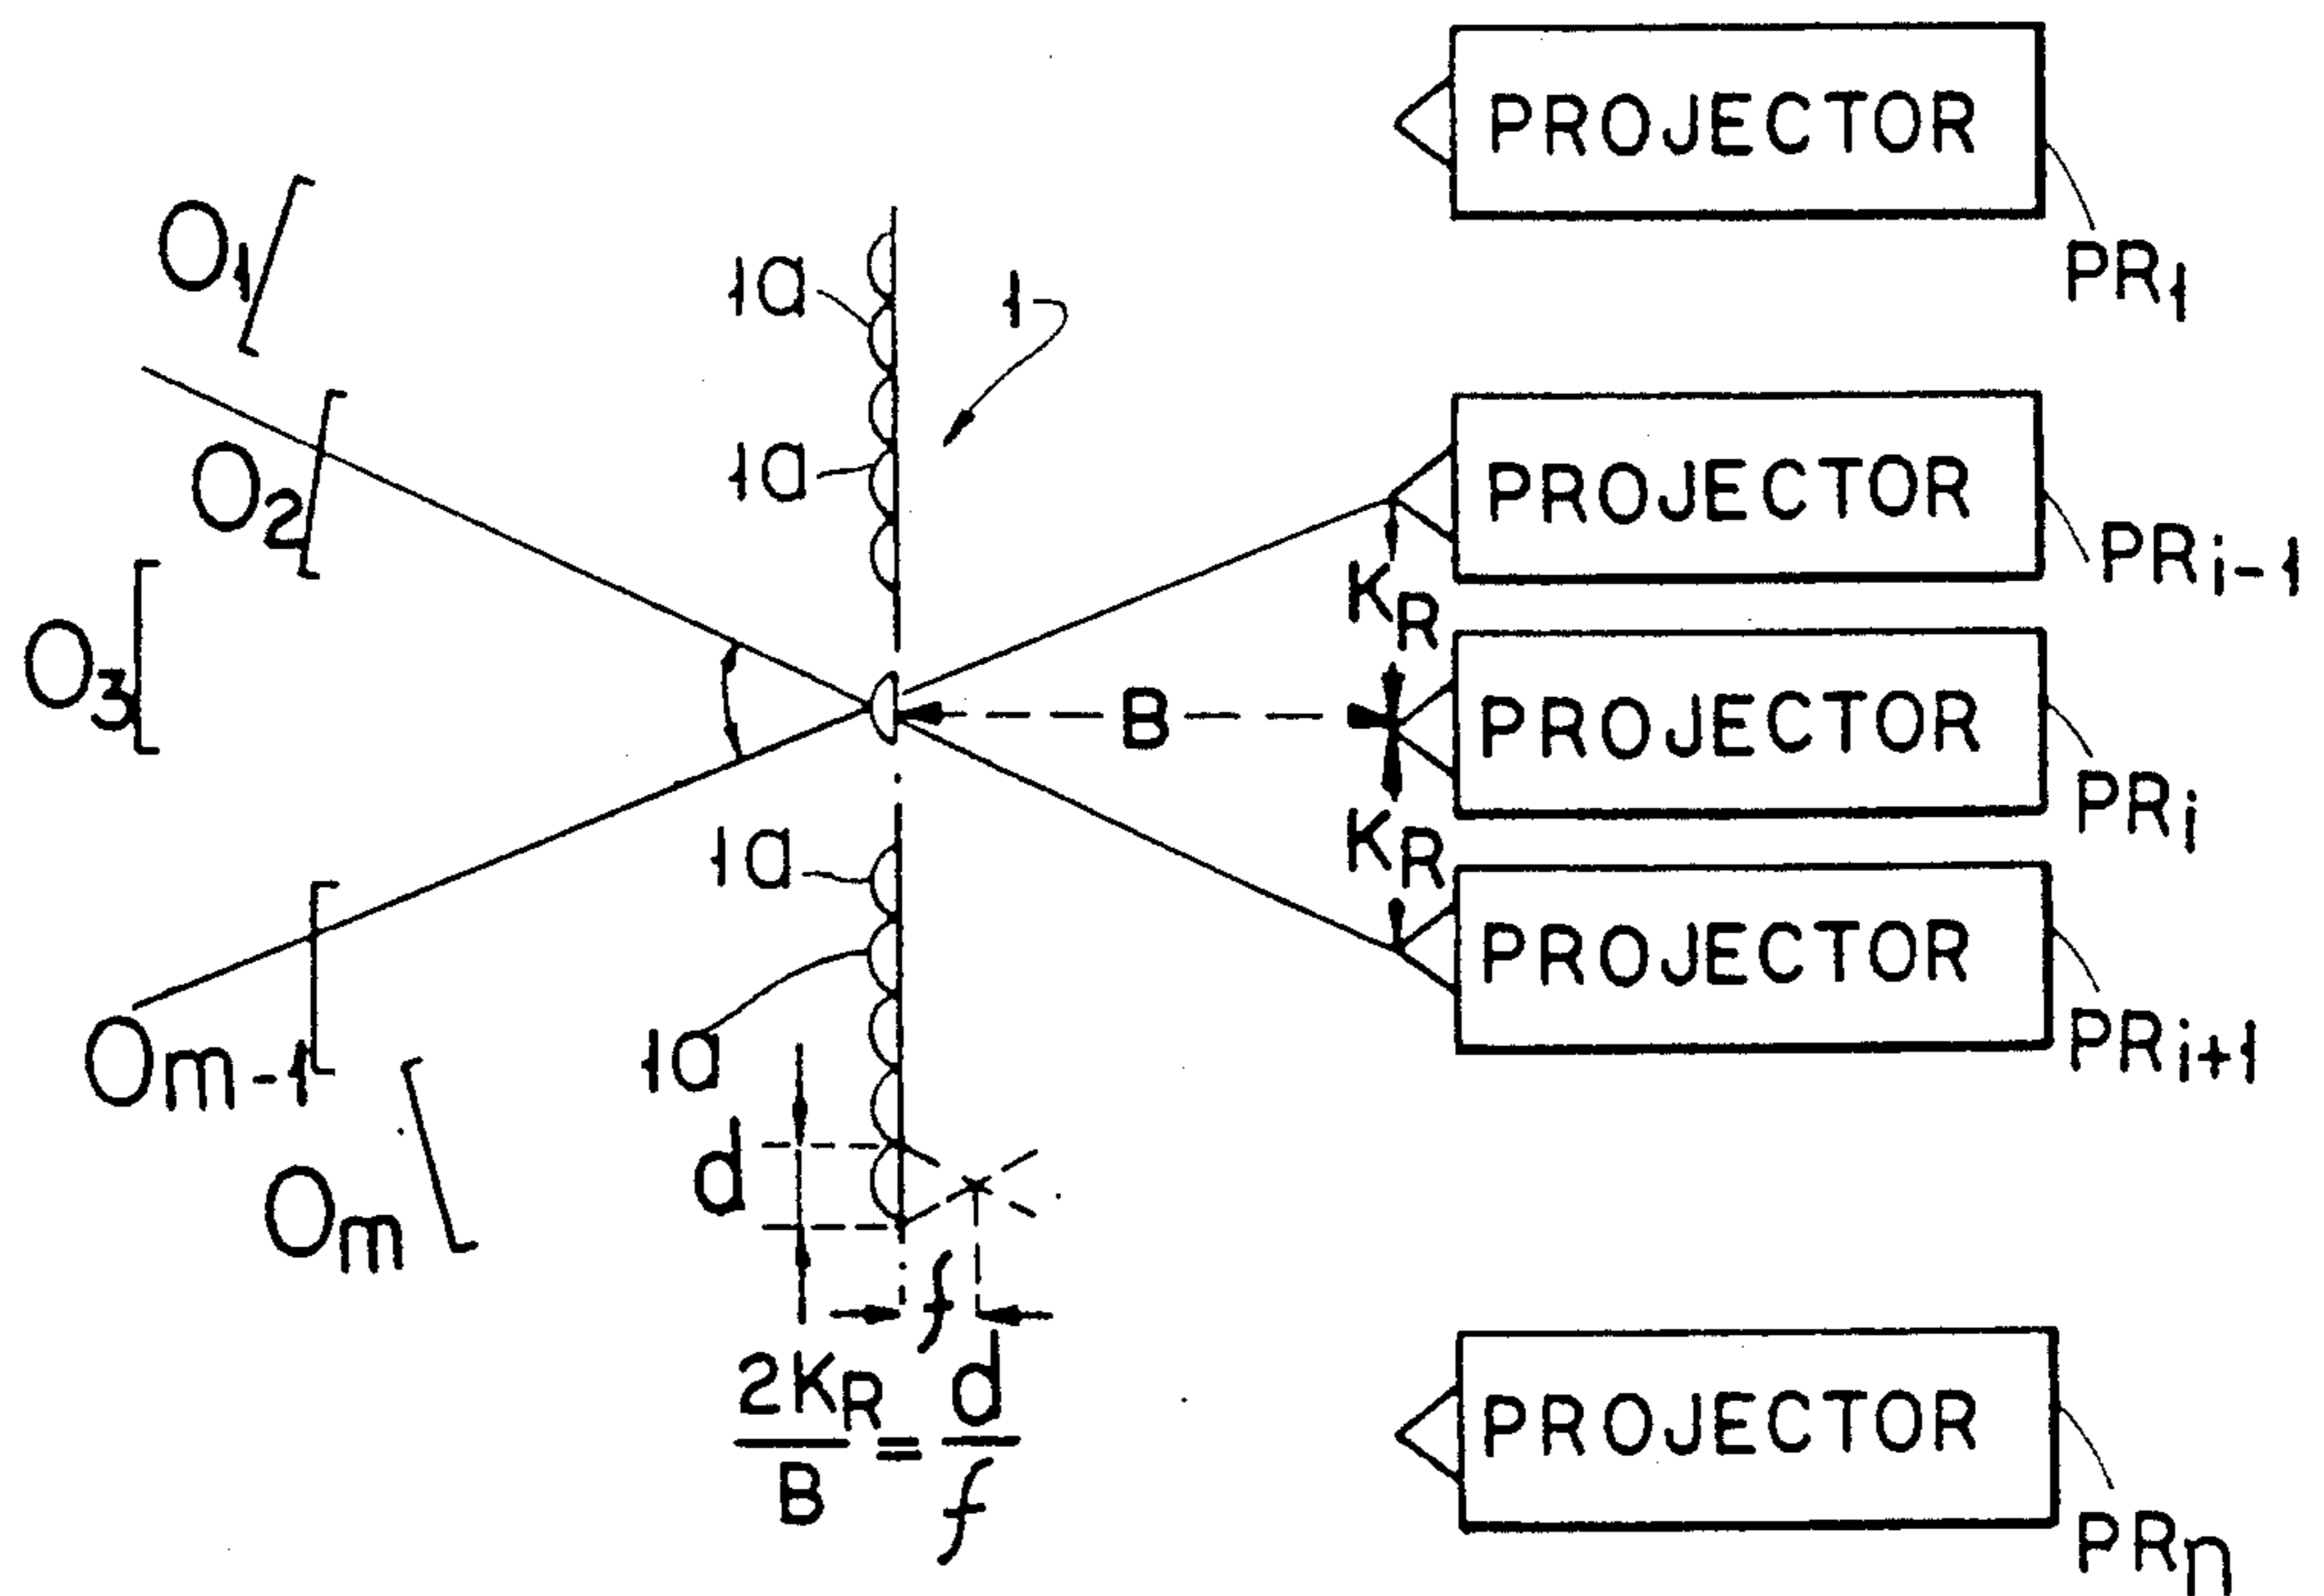 PROJECTOR
PR1
O1
1a
1
PROJECTOR
PRi-1
O2
1a
KR
O3
B
PROJECTOR
PRi
KR
1a
PROJECTOR
PRi+1
Om-1
1a
d
Om
f
2KR/B = d/f
PROJECTOR
PRn